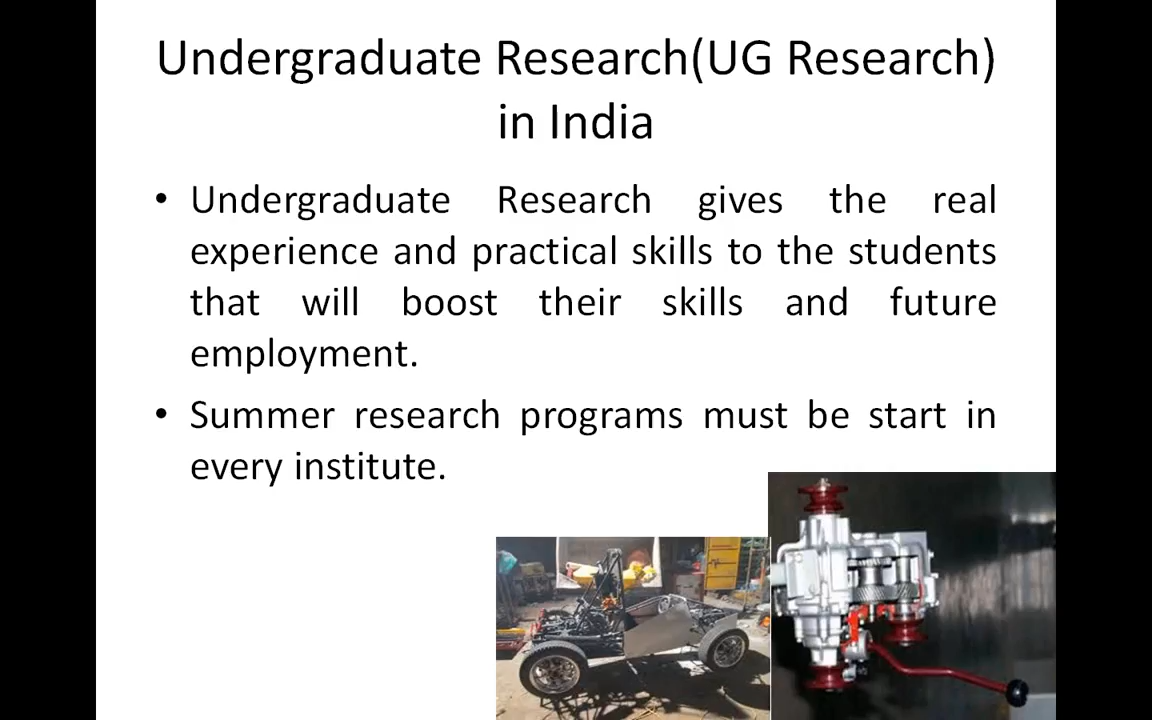 Undergraduate Research(UG Research)
in India
• Undergraduate Research gives the real
experience and practical skills to the students
that will boost their skills and future
employment.
• Summer research programs must be start in
every institute.